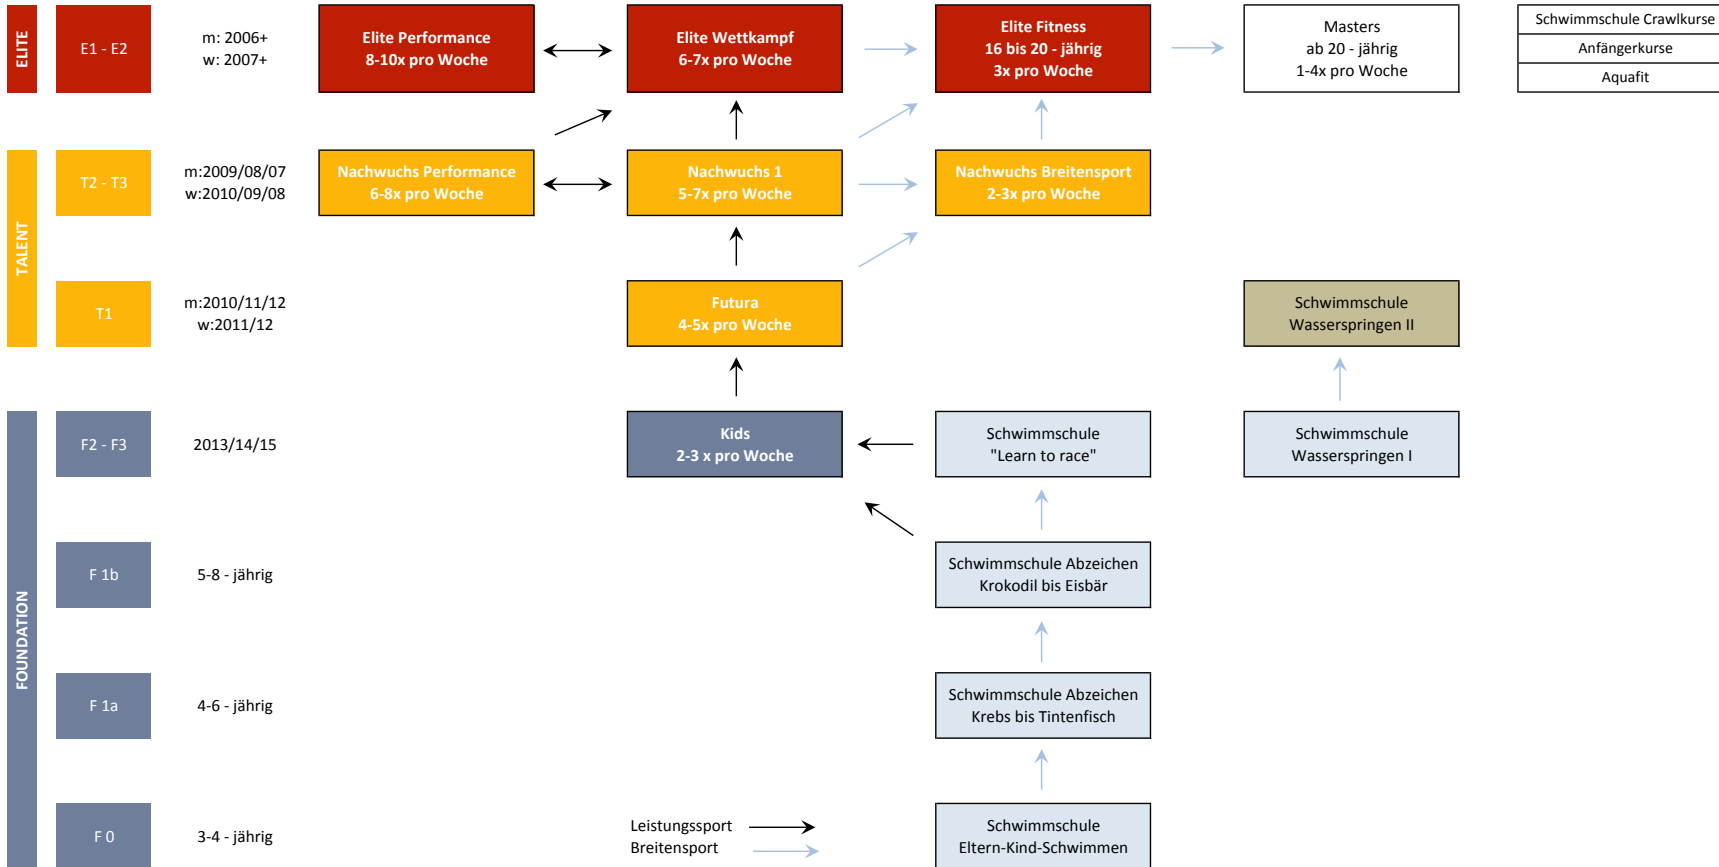 ELITE
E1 - E2
m: 2006+
w: 2007+
Elite Performance
8-10x pro Woche
Elite Wettkampf
6-7x pro Woche
Elite Fitness
16 bis 20 - jährig
3x pro Woche
Masters
ab 20 - jährig
1-4x pro Woche
Schwimmschule Crawlkurse
Anfängerkurse
Aquafit
TALENT
T2 - T3
m:2009/08/07
w:2010/09/08
Nachwuchs Performance
6-8x pro Woche
Nachwuchs 1
5-7x pro Woche
Nachwuchs Breitensport
2-3x pro Woche
T1
m:2010/11/12
w:2011/12
Futura
4-5x pro Woche
Schwimmschule
Wasserspringen II
FOUNDATION
F2 - F3
2013/14/15
Kids
2-3 x pro Woche
Schwimmschule
"Learn to race"
Schwimmschule
Wasserspringen I
F 1b
5-8 - jährig
Schwimmschule Abzeichen
Krokodil bis Eisbär
F 1a
4-6 - jährig
Schwimmschule Abzeichen
Krebs bis Tintenfisch
F 0
3-4 - jährig
Leistungssport
Breitensport
Schwimmschule
Eltern-Kind-Schwimmen